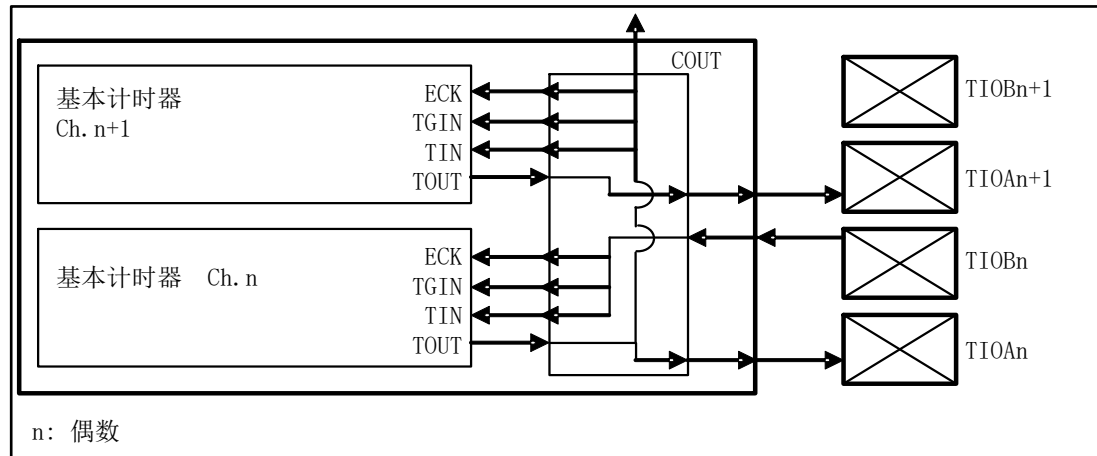 COUT
基本计时器
Ch.n+1
ECK
TGIN
TIN
TOUT
TIOBn+1
TIOAn+1
基本计时器 Ch.n
ECK
TGIN
TIN
TOUT
TIOBn
TIOAn
n: 偶数